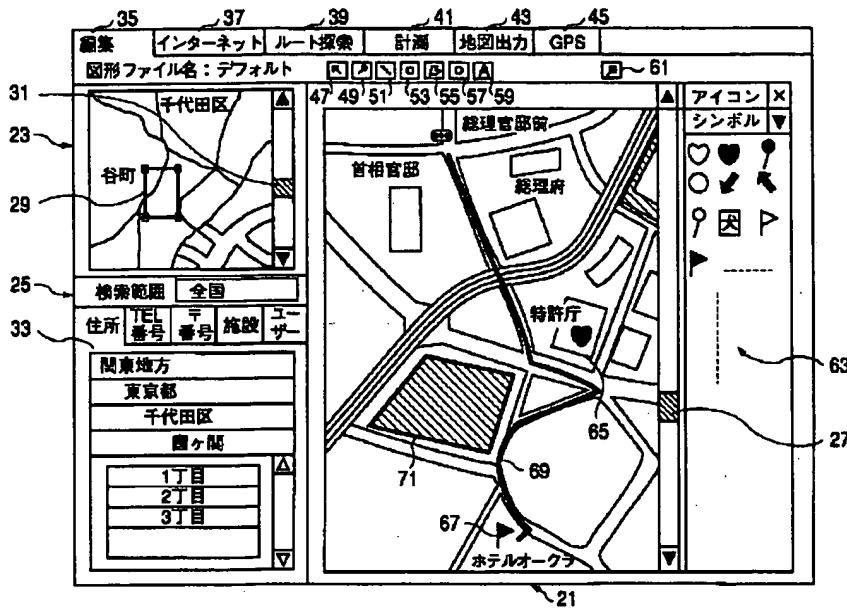 35 37 39 41 43 45
編集 インターネット ルート探索 計測 地図出力 GPS
図形ファイル名:デフォルト
61
47 49 51 53 55 57 59
A
31
23
29
千代田区
谷町
25
検索範囲 全国
33
住所 TEL番号 〒番号 施設 ユーザー
関東地方
東京都
千代田区
霞ヶ関
1丁目
2丁目
3丁目
総理官邸前
首相官邸
総理府
特許庁
65
71
69
67
ホテルオークラ
アイコン ×
シンボル ▼
犬
63
27
21